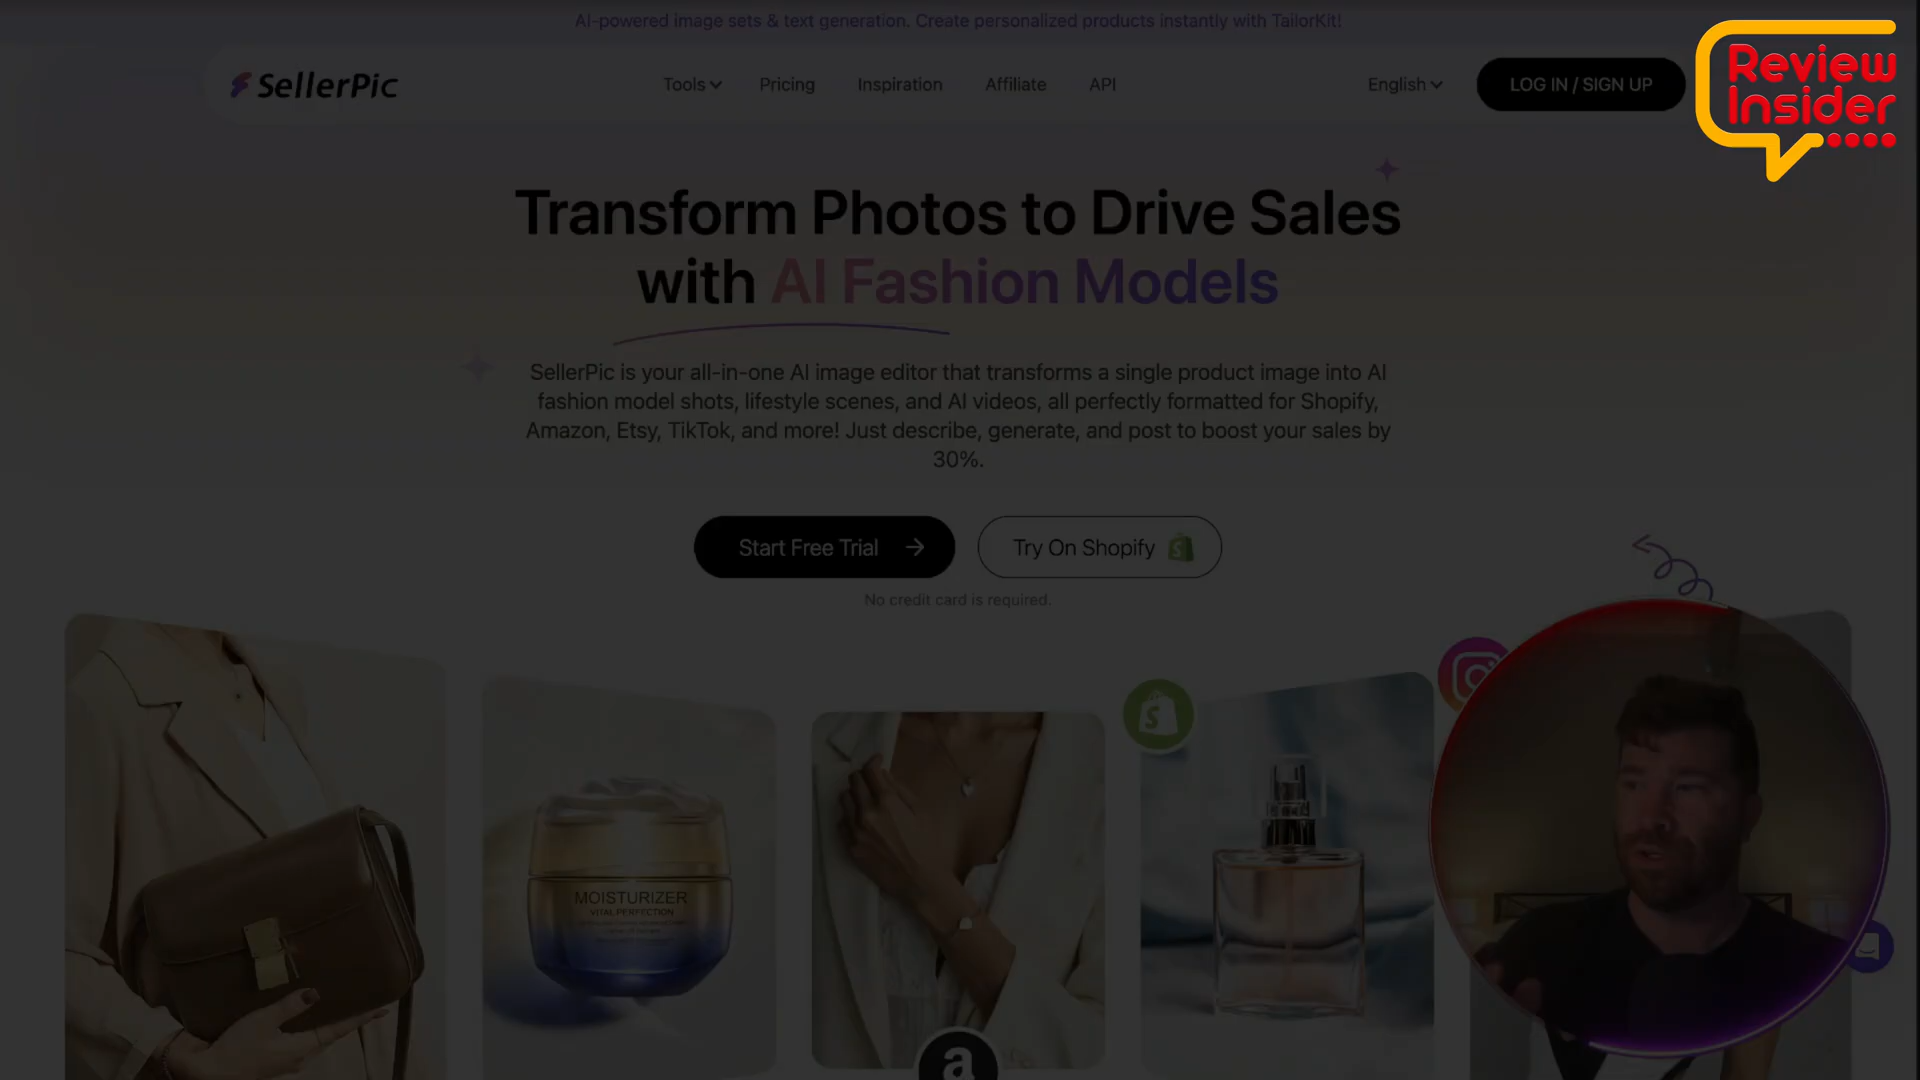 AI-powered image sets & text generation. Create personalized products instantly with TailorKit!
SellerPic
Tools
Pricing
Inspiration
Affiliate
API
English
LOG IN / SIGN UP
Review
Insider
Transform Photos to Drive Sales
with AI Fashion Models
SellerPic is your all-in-one AI image editor that transforms a single product image into AI
fashion model shots, lifestyle scenes, and AI videos, all perfectly formatted for Shopify,
Amazon, Etsy, TikTok, and more! Just describe, generate, and post to boost your sales by
30%.
Start Free Trial
Try On Shopify
No credit card is required.
MOISTURIZER
VITAL PERFECTION